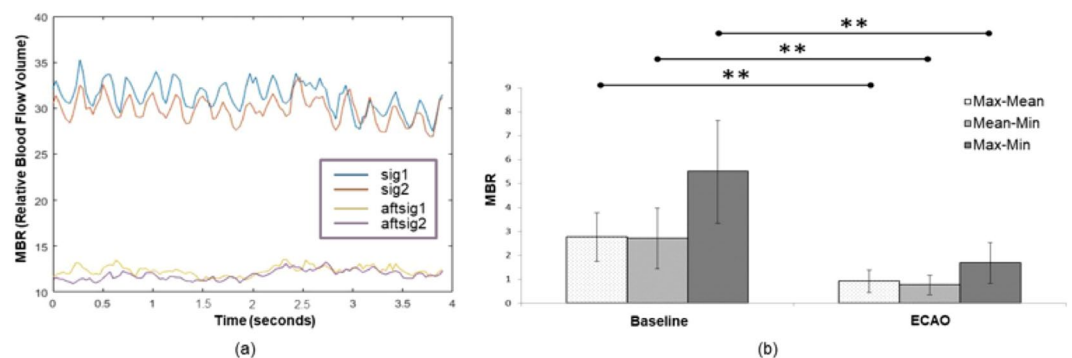 40
35
30
25
20
15
10
MBR (Relative Blood Flow Volume)
sig1
sig2
aftsig1
aftsig2
0 0.5 1 1.5 2 2.5 3 3.5 4
Time (seconds)
(a)
**
**
**
9
8
7
6
5
4
3
2
1
0
MBR
Max-Mean
Mean-Min
Max-Min
Baseline ECAO
(b)